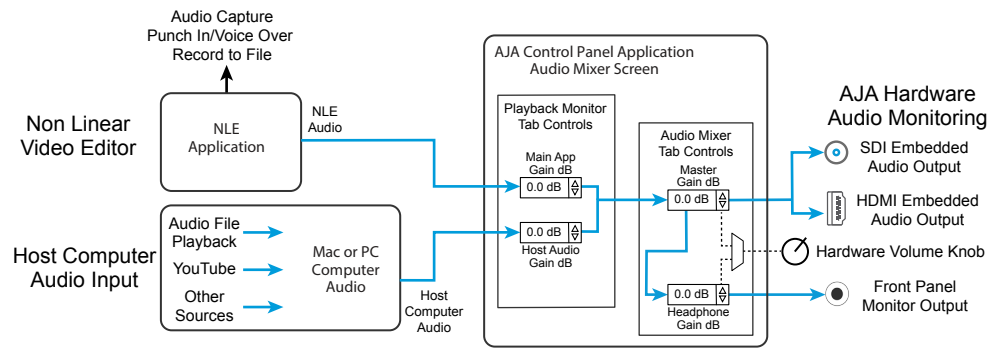 Audio Capture
Punch In/Voice Over
Record to File
Non Linear
Video Editor
NLE
Application
NLE
Audio
Host Computer
Audio Input
Audio File
Playback
YouTube
Other
Sources
Mac or PC
Computer
Audio
Host
Computer
Audio
AJA Control Panel Application
Audio Mixer Screen
Playback Monitor
Tab Controls
Main App
Gain dB
0.0 dB
0.0 dB
Host Audio
Gain dB
Audio Mixer
Tab Controls
Master
Gain dB
0.0 dB
0.0 dB
Headphone
Gain dB
AJA Hardware
Audio Monitoring
SDI Embedded
Audio Output
HDMI Embedded
Audio Output
Hardware Volume Knob
Front Panel
Monitor Output